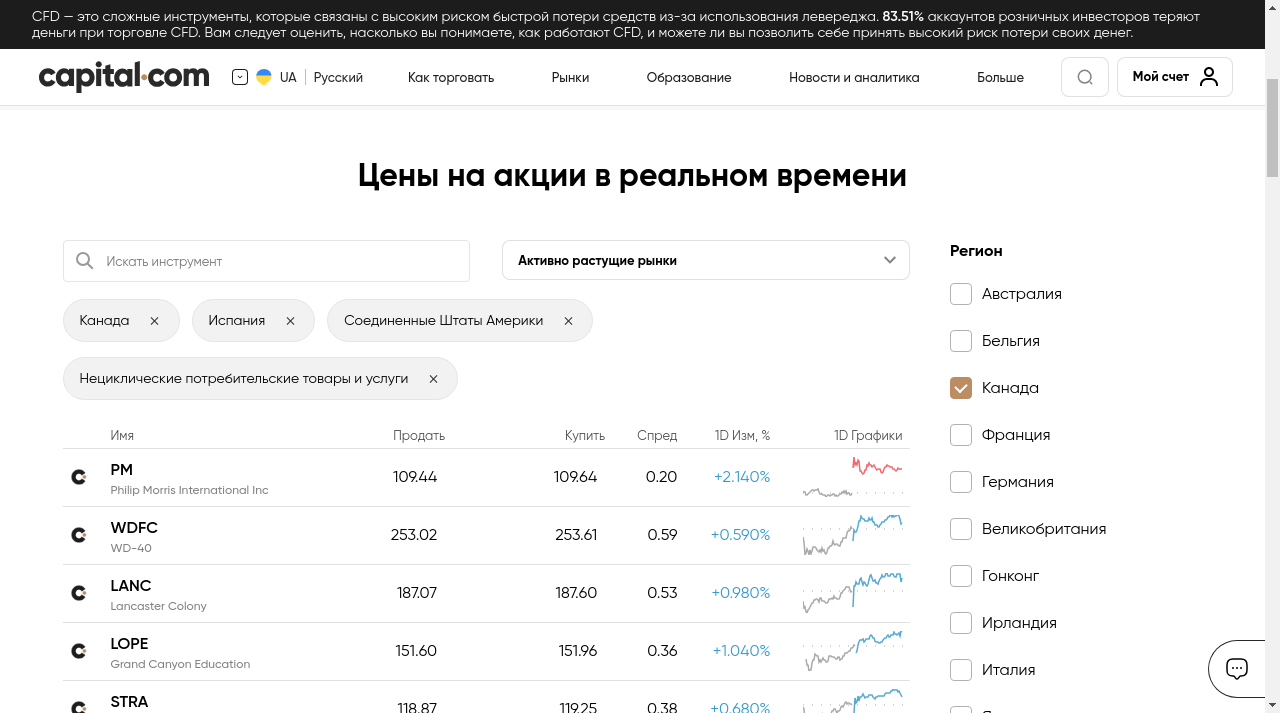 CFD — это сложные инструменты, которые связаны с высоким риском быстрой потери средств из-за использования левереджа. 83.51% аккаунтов розничных инвесторов теряют
деньги при торговле CFD. Вам следует оценить, насколько вы понимаете, как работают CFD, и можете ли вы позволить себе принять высокий риск потери своих денег.
capital.com UA Русский Как торговать Рынки Образование Новости и аналитика Больше Мой счет
Цены на акции в реальном времени
Искать инструмент Активно растущие рынки
Канада Испания Соединенные Штаты Америки
Нециклические потребительские товары и услуги
Имя Продать Купить Спред 1D Изм, % 1D Графики
PM 109.44 109.64 0.20 +2.140%
Philip Morris International Inc
WDFC 253.02 253.61 0.59 +0.590%
WD-40
LANC 187.07 187.60 0.53 +0.980%
Lancaster Colony
LOPE 151.60 151.96 0.36 +1.040%
Grand Canyon Education
STRA 118.87 119.25 0.38 +0.680%
Регион
Австралия
Бельгия
Канада
Франция
Германия
Великобритания
Гонконг
Ирландия
Италия